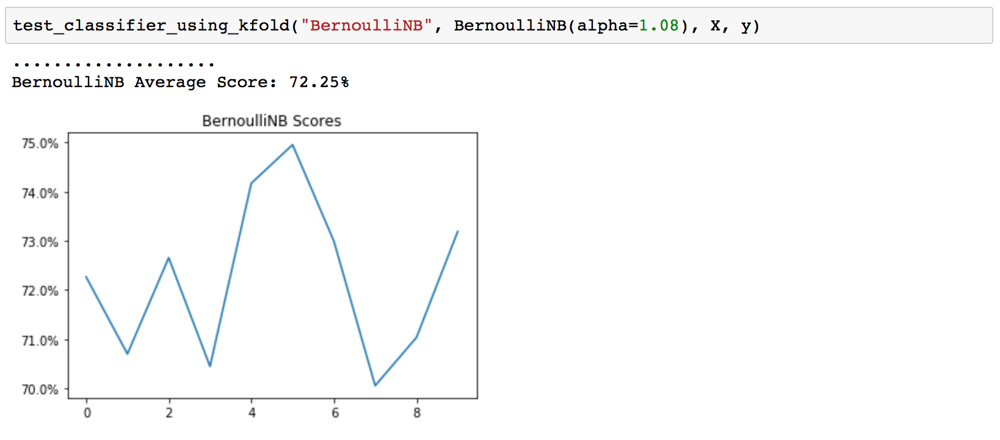 test_classifier_using_kfold("BernoulliNB", BernoulliNB(alpha=1.08), X, y)
....................
BernoulliNB Average Score: 72.25%
BernoulliNB Scores
75.0%
74.0%
73.0%
72.0%
71.0%
70.0%
0 2 4 6 8